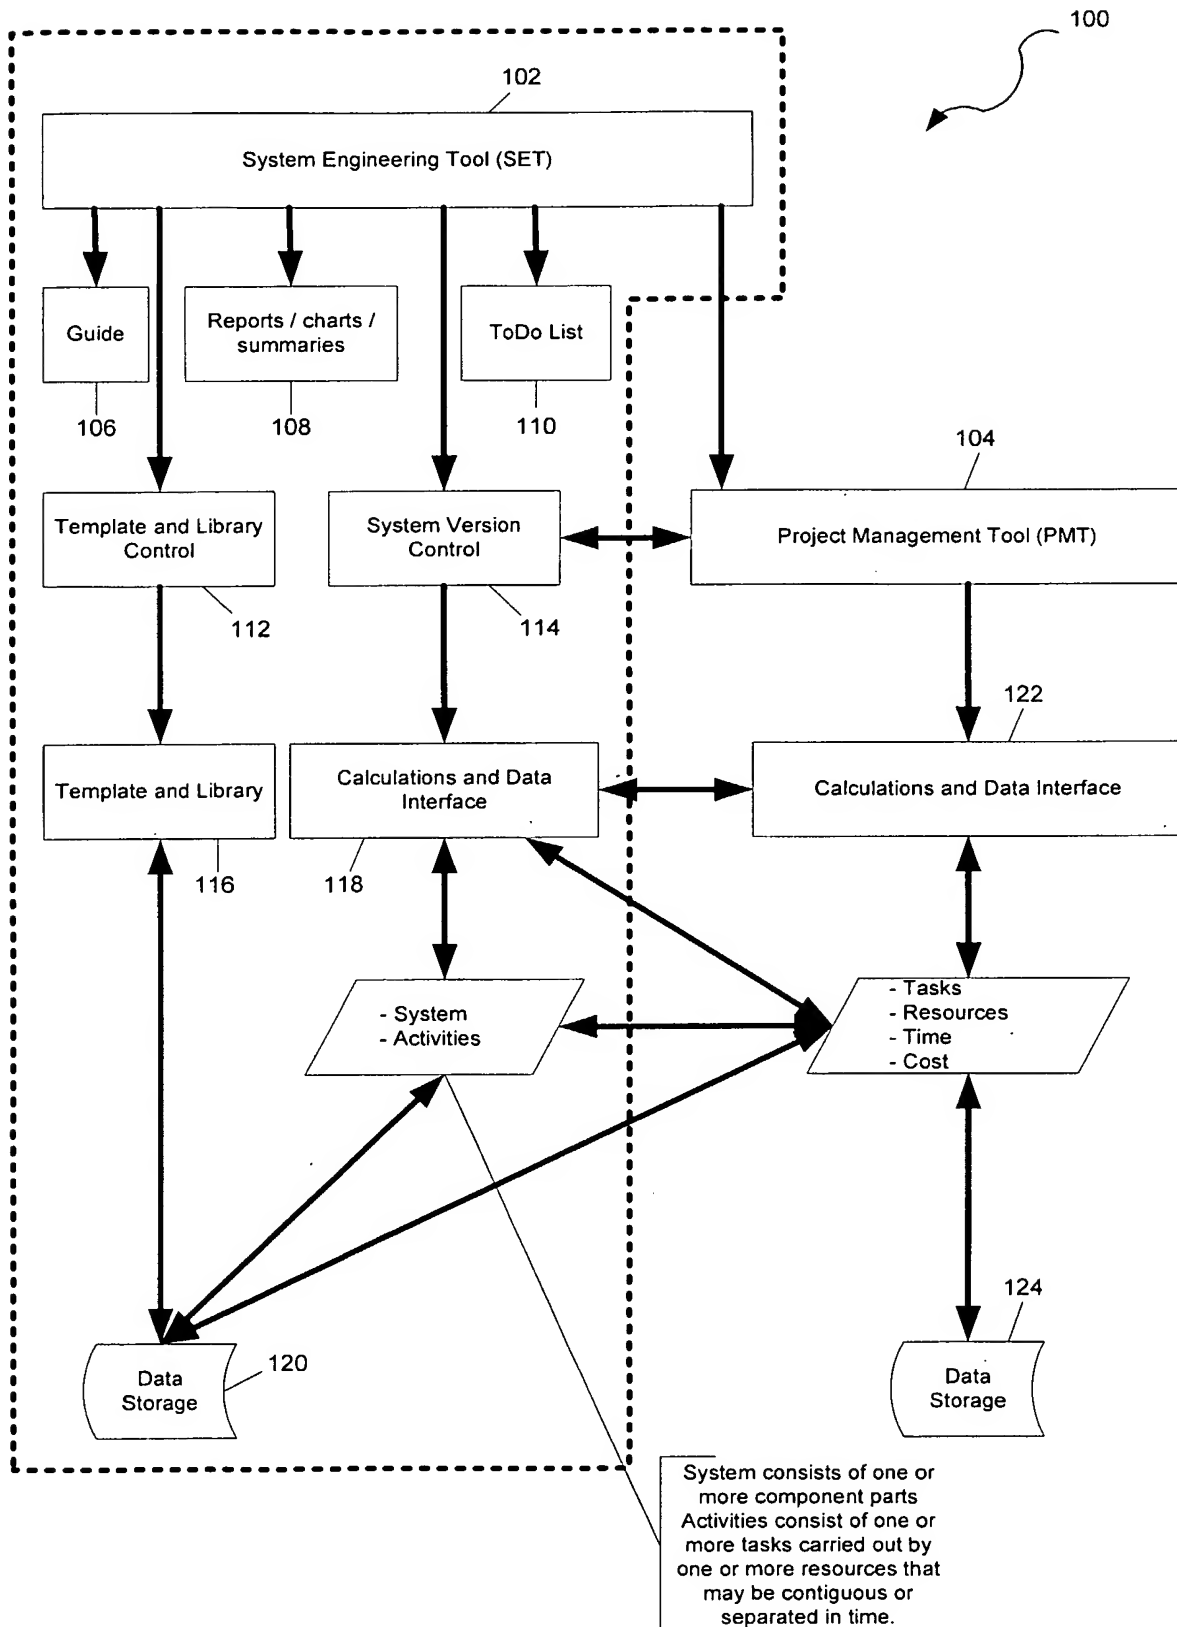 100
102
System Engineering Tool (SET)
Guide
Reports / charts /
summaries
ToDo List
106
108
110
104
Template and Library
Control
System Version
Control
Project Management Tool (PMT)
112
114
122
Template and Library
Calculations and Data
Interface
Calculations and Data Interface
116
118
- System
- Activities
- Tasks
- Resources
- Time
- Cost
120
Data
Storage
124
Data
Storage
System consists of one or
more component parts
Activities consist of one or
more tasks carried out by
one or more resources that
may be contiguous or
separated in time.